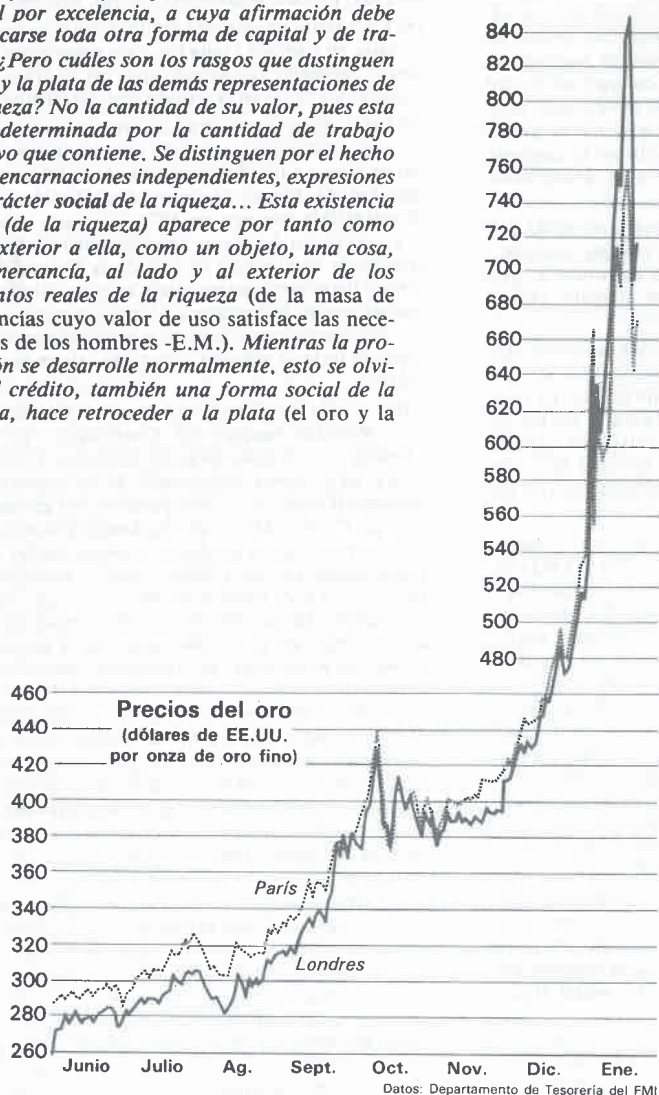 l por excelencia, a cuya afirmación debe
carse toda otra forma de capital y de tra-
¿Pero cuáles son los rasgos que distinguen
y la plata de las demás representaciones de
ueza? No la cantidad de su valor, pues esta
determinada por la cantidad de trabajo
vo que contiene. Se distinguen por el hecho
encarnaciones independientes, expresiones
rácter social de la riqueza... Esta existencia
(de la riqueza) aparece por tanto como
xterior a ella, como un objeto, una cosa,
mercancía, al lado y al exterior de los
ntos reales de la riqueza (de la masa de
ncías cuyo valor de uso satisface las nece-
s de los hombres -E.M.). Mientras la pro-
ón se desarrolle normalmente, esto se olvi-
l crédito, también una forma social de la
a, hace retroceder a la plata (el oro y la
840
820
800
780
760
740
720
700
680
660
640
620
600
580
560
540
520
500
480
460
440
420
400
380
360
340
320
300
280
260
Precios del oro
(dólares de EE.UU.
por onza de oro fino)
París
Londres
Junio Julio Ag. Sept. Oct. Nov. Dic. Ene.
Datos: Departamento de Tesorería del FMI